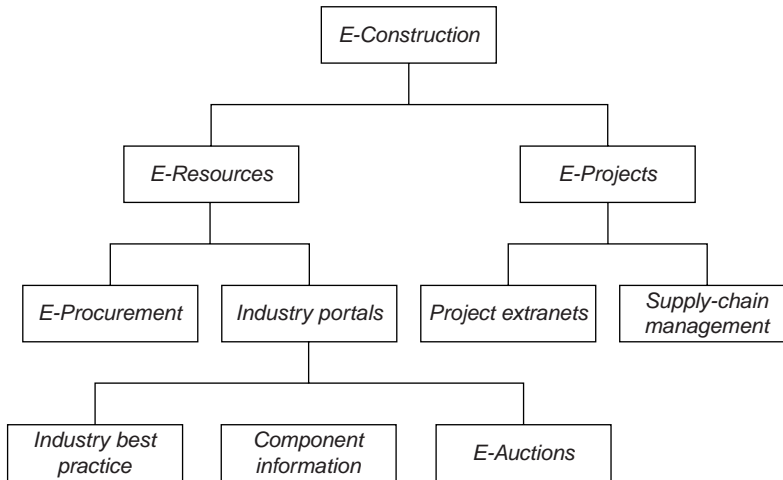 E-Construction
E-Resources
E-Projects
E-Procurement
Industry portals
Project extranets
Supply-chain
management
Industry best
practice
Component
information
E-Auctions